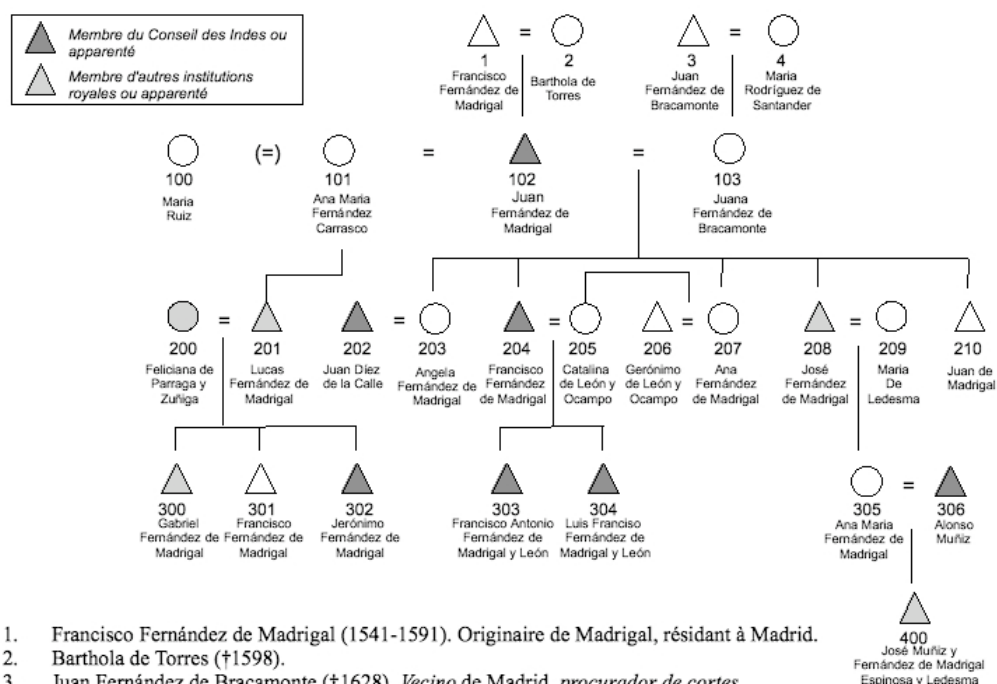 Membre du Conseil des Indes ou
apparenté
Membre d'autres institutions
royales ou apparenté
=
=
1
Francisco
Fernández de
Madrigal
2
Barthola de
Torres
3
Juan
Fernández de
Bracamonte
4
Maria
Rodríguez de
Santander
(=)
=
=
100
Maria
Ruiz
101
Ana María
Fernández
Carrasco
102
Juan
Fernández de
Madrigal
103
Juana
Fernández de
Bracamonte
=
=
=
=
=
200
Feliciana de
Parraga y
Zuñiga
201
Lucas
Fernández de
Madrigal
202
Juan Díez
de la Calle
203
Angela
Fernández de
Madrigal
204
Francisco
Fernández
de Madrigal
205
Catalina
de León y
Ocampo
206
Gerónimo
de León y
Ocampo
207
Ana
Fernández
de Madrigal
208
José
Fernández
de Madrigal
209
Maria
De
Ledesma
210
Juan de
Madrigal
300
Gabriel
Fernández de
Madrigal
301
Francisco
Fernández de
Madrigal
302
Jerónimo
Fernández de
Madrigal
303
Francisco Antonio
Fernández de
Madrigal y León
304
Luis Franciso
Fernández de
Madrigal y León
=
305
Ana Maria
Fernández de
Madrigal
306
Alonso
Muñiz
400
José Muñiz y
Fernández de Madrigal
Espinosa y Ledesma
1. Francisco Fernández de Madrigal (1541-1591). Originaire de Madrigal, résidant à Madrid.
2. Barthola de Torres (†1598).
3. Juan Fernández de Bracamonte (†1628). Vecino de Madrid, procurador de cortes